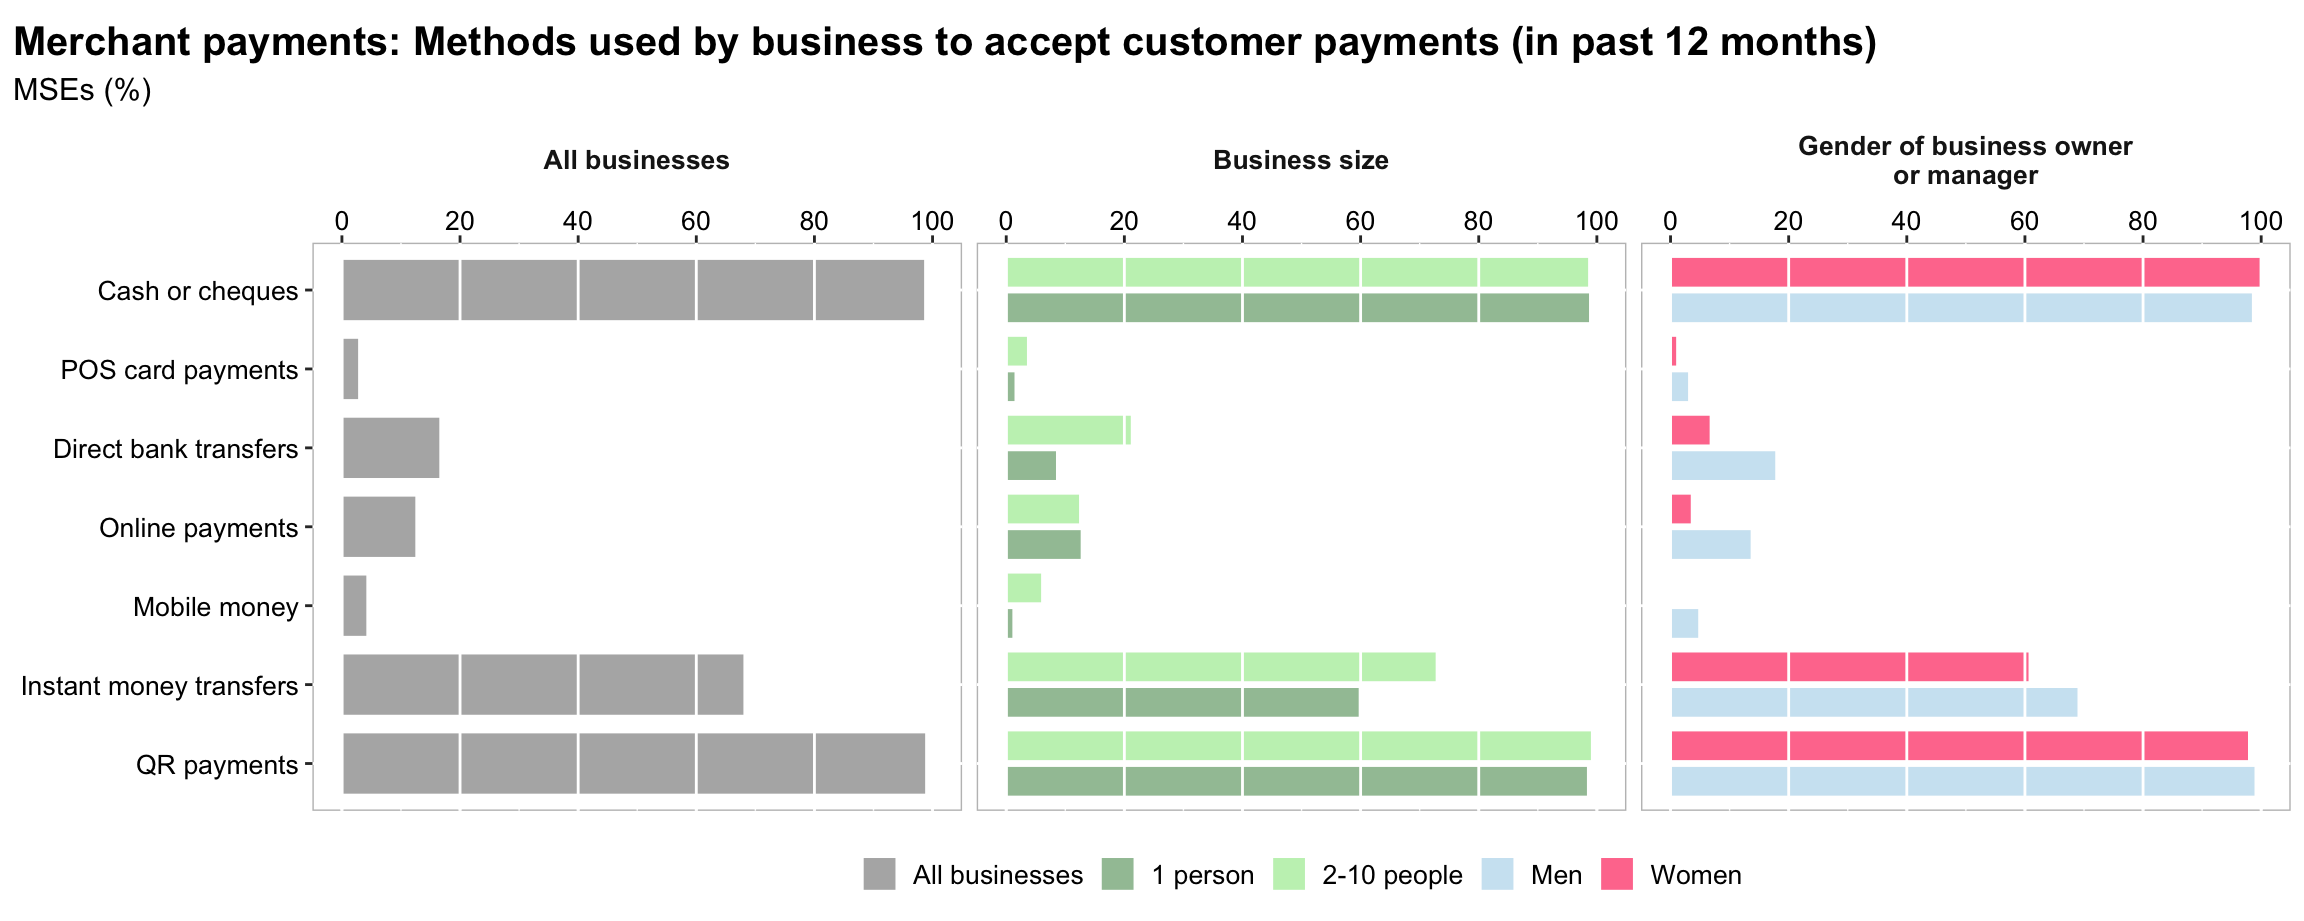 Merchant payments: Methods used by business to accept customer payments (in past 12 months)
MSEs (%)
All businesses
Business size
Gender of business owner
or manager
0 20 40 60 80 100
0 20 40 60 80 100
0 20 40 60 80 100
Cash or cheques
POS card payments
Direct bank transfers
Online payments
Mobile money
Instant money transfers
QR payments
All businesses 1 person 2-10 people Men Women